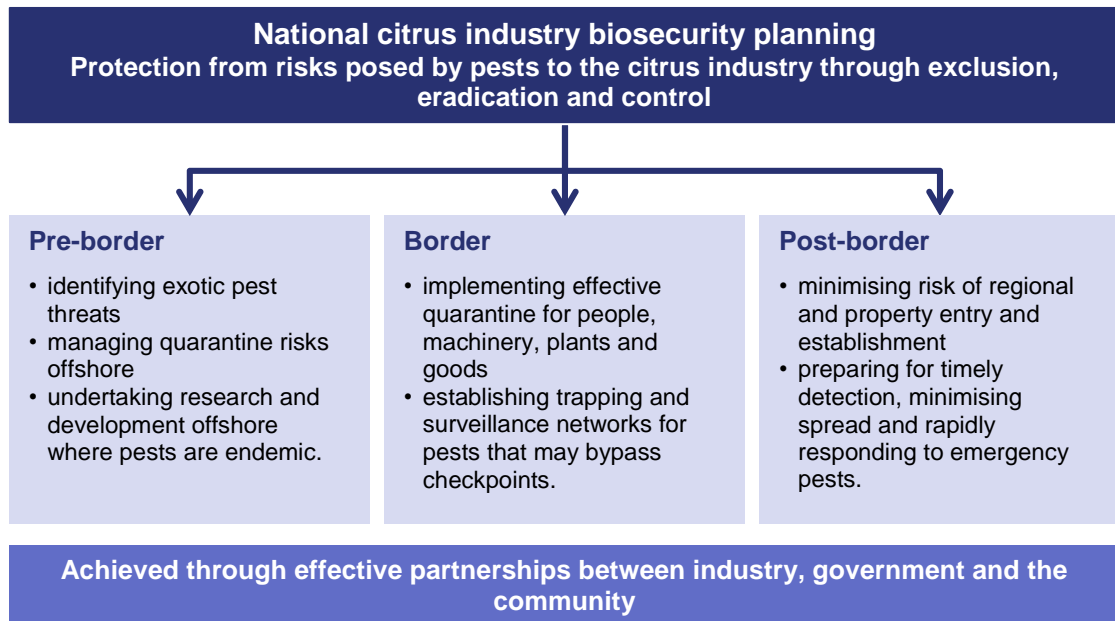 National citrus industry biosecurity planning
Protection from risks posed by pests to the citrus industry through exclusion,
eradication and control
Pre-border
• identifying exotic pest
threats
• managing quarantine risks
offshore
• undertaking research and
development offshore
where pests are endemic.
Border
• implementing effective
quarantine for people,
machinery, plants and
goods
• establishing trapping and
surveillance networks for
pests that may bypass
checkpoints.
Post-border
• minimising risk of regional
and property entry and
establishment
• preparing for timely
detection, minimising
spread and rapidly
responding to emergency
pests.
Achieved through effective partnerships between industry, government and the
community